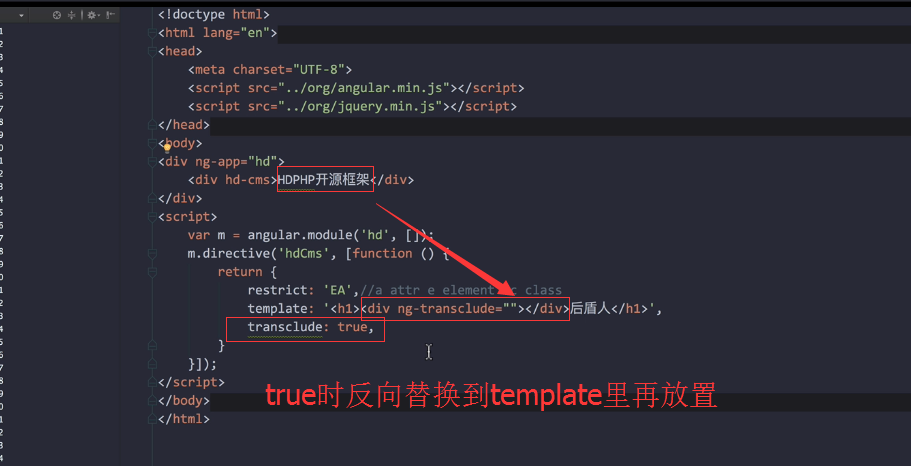 <!doctype html>
<html lang="en">
<head>
<meta charset="UTF-8">
<script src="../org/angular.min.js"></script>
<script src="../org/jquery.min.js"></script>
</head>
<body>
<div ng-app="hd">
<div hd-cms>HDPHP开源框架</div>
</div>
<script>
var m = angular.module('hd', []);
m.directive('hdCms', [function () {
return {
restrict: 'EA',//a attr e element c class
template: '<h1><div ng-transclude=""></div>后盾人</h1>',
transclude: true,
}
}]);
</script>
true时反向替换到template里再放置
</body>
</html>